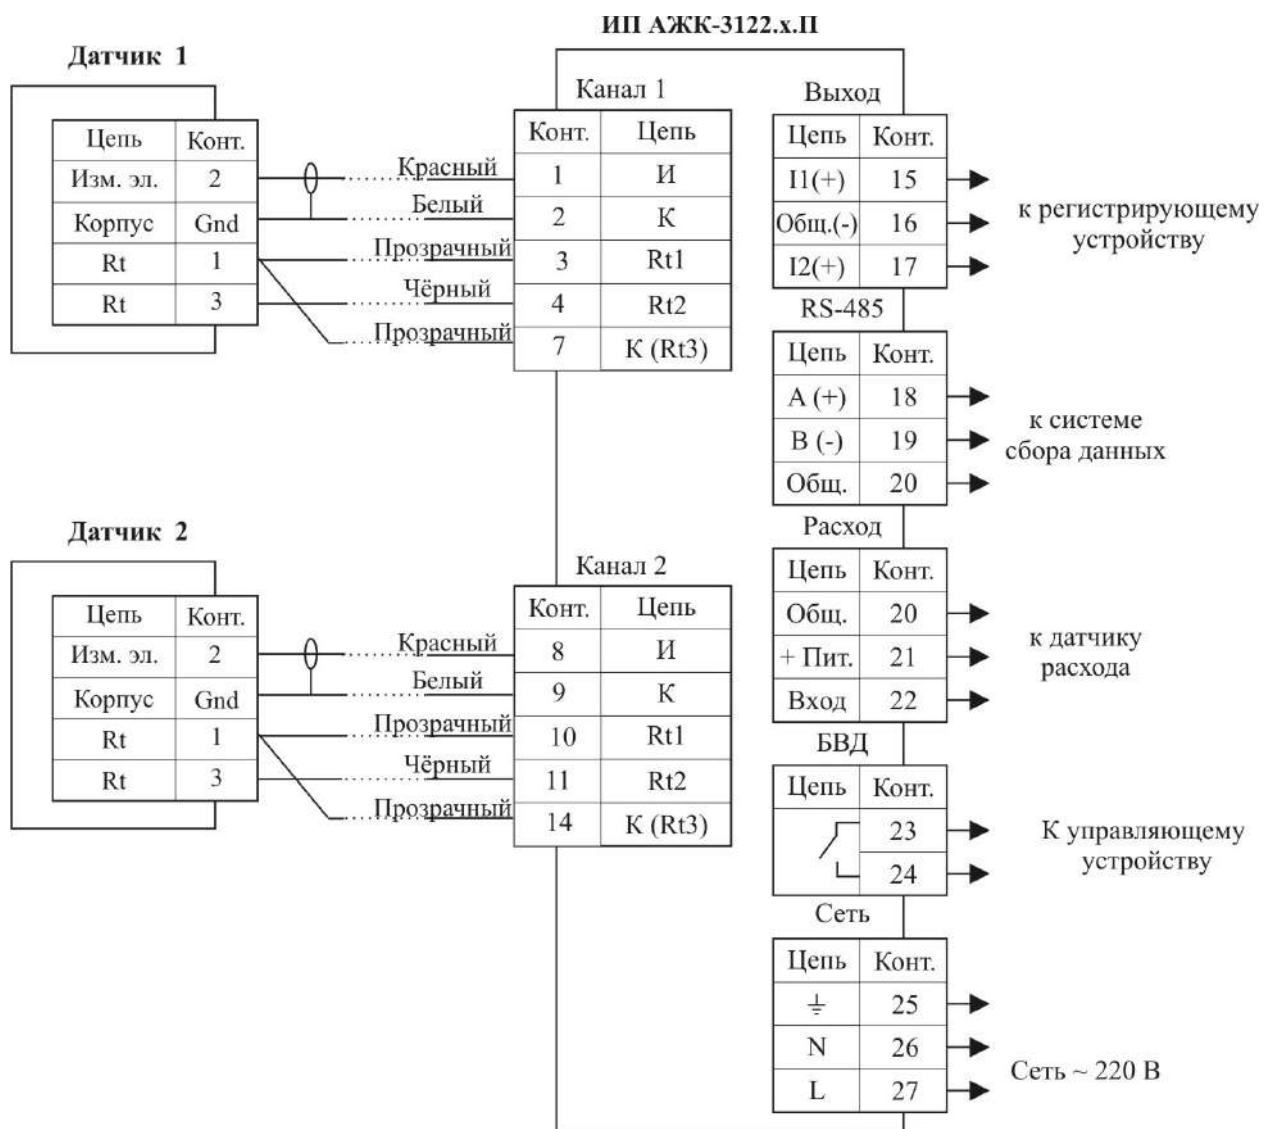 ИП АЖК-3122.х.П
Датчик 1
Цепь Конт.
Изм. эл. 2
Корпус Gnd
Rt 1
Rt 3
Красный
Белый
Прозрачный
Чёрный
Прозрачный
Канал 1
Конт. Цепь
1 И
2 К
3 Rt1
4 Rt2
7 К (Rt3)
Датчик 2
Цепь Конт.
Изм. эл. 2
Корпус Gnd
Rt 1
Rt 3
Красный
Белый
Прозрачный
Чёрный
Прозрачный
Канал 2
Конт. Цепь
8 И
9 К
10 Rt1
11 Rt2
14 К (Rt3)
Выход
Цепь Конт.
I1(+) 15
Общ.(-) 16
I2(+) 17
к регистрирующему
устройству
RS-485
Цепь Конт.
A (+) 18
B (-) 19
Общ. 20
к системе
сбора данных
Расход
Цепь Конт.
Общ. 20
+ Пит. 21
Вход 22
к датчику
расхода
БВД
Цепь Конт.
23
24
К управляющему
устройству
Сеть
Цепь Конт.
25
N 26
L 27
Сеть ~ 220 В